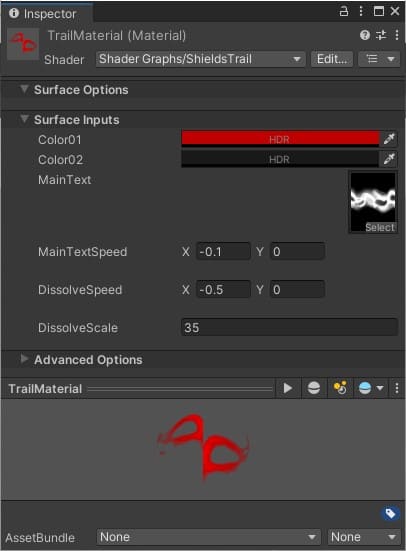 Inspector
TrailMaterial (Material)
Shader Shader Graphs/ShieldsTrail Edit...
Surface Options
Surface Inputs
Color01 HDR
Color02 HDR
MainText
Select
MainTextSpeed X -0.1 Y 0
DissolveSpeed X -0.5 Y 0
DissolveScale 35
Advanced Options
TrailMaterial
AssetBundle None None